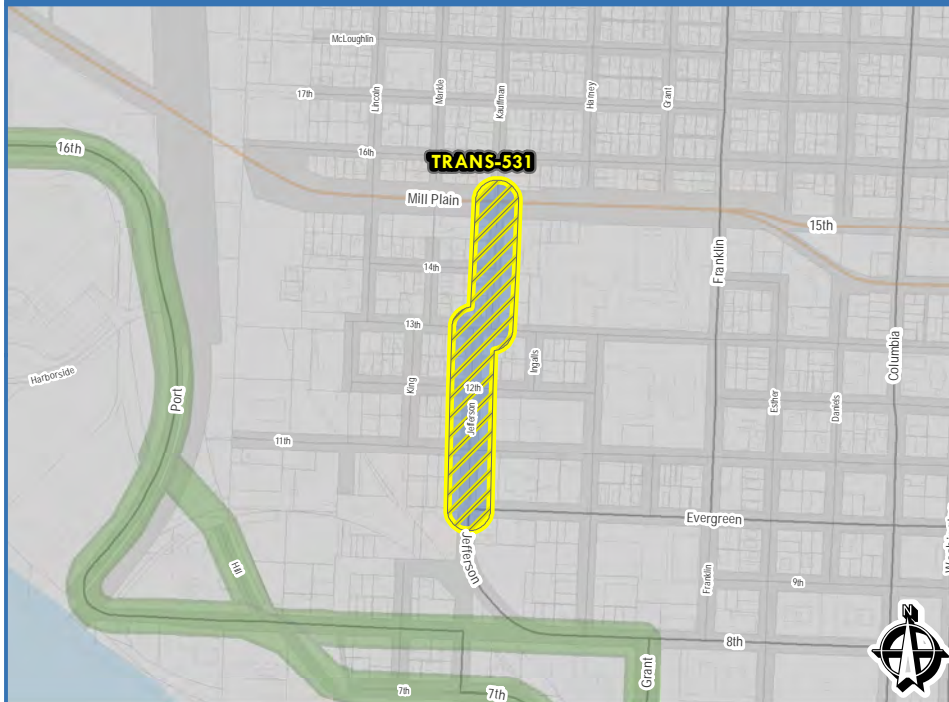 McLoughlin
Lincoln
Markle
Kauffman
Harney
Grant
17th
16th
16th
TRANS-531
Mill Plain
15th
14th
Franklin
13th
Ingalls
Columbia
Harborside
Port
King
12th
Jefferson
Esther
Daniels
11th
Evergreen
Jefferson
Hill
Franklin
9th
8th
Grant
7th
7th
N